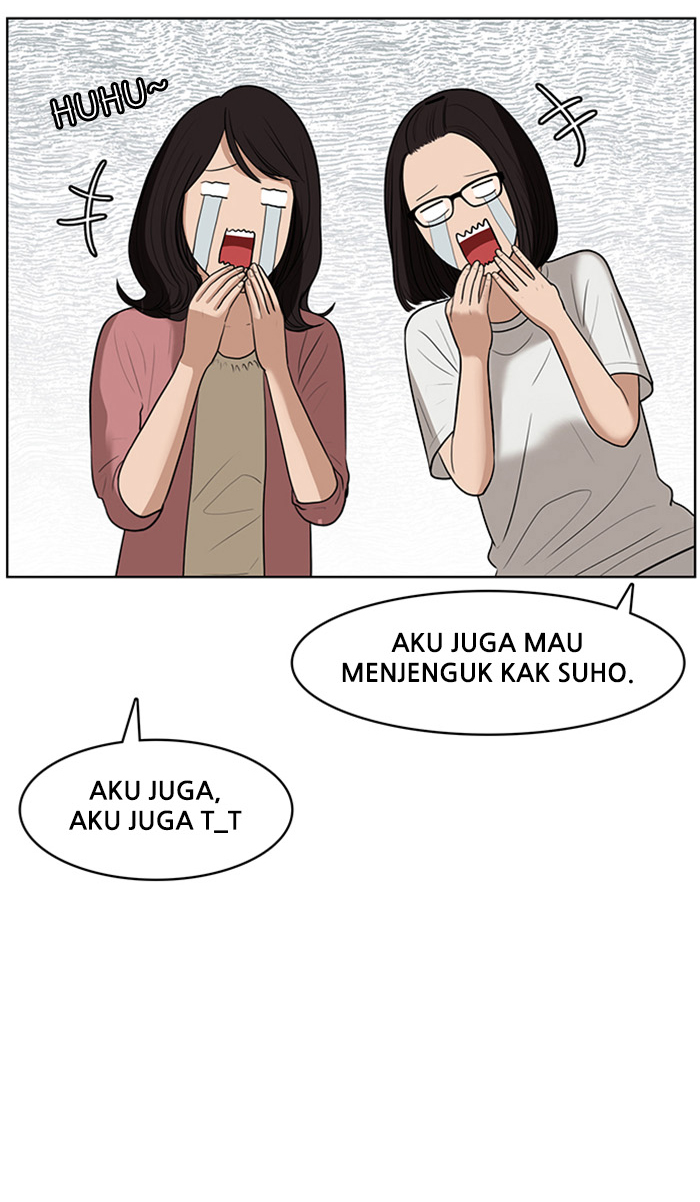 HUHU~
AKU JUGA MAU
MENJENGUK KAK SUHO.
AKU JUGA,
AKU JUGA T_T